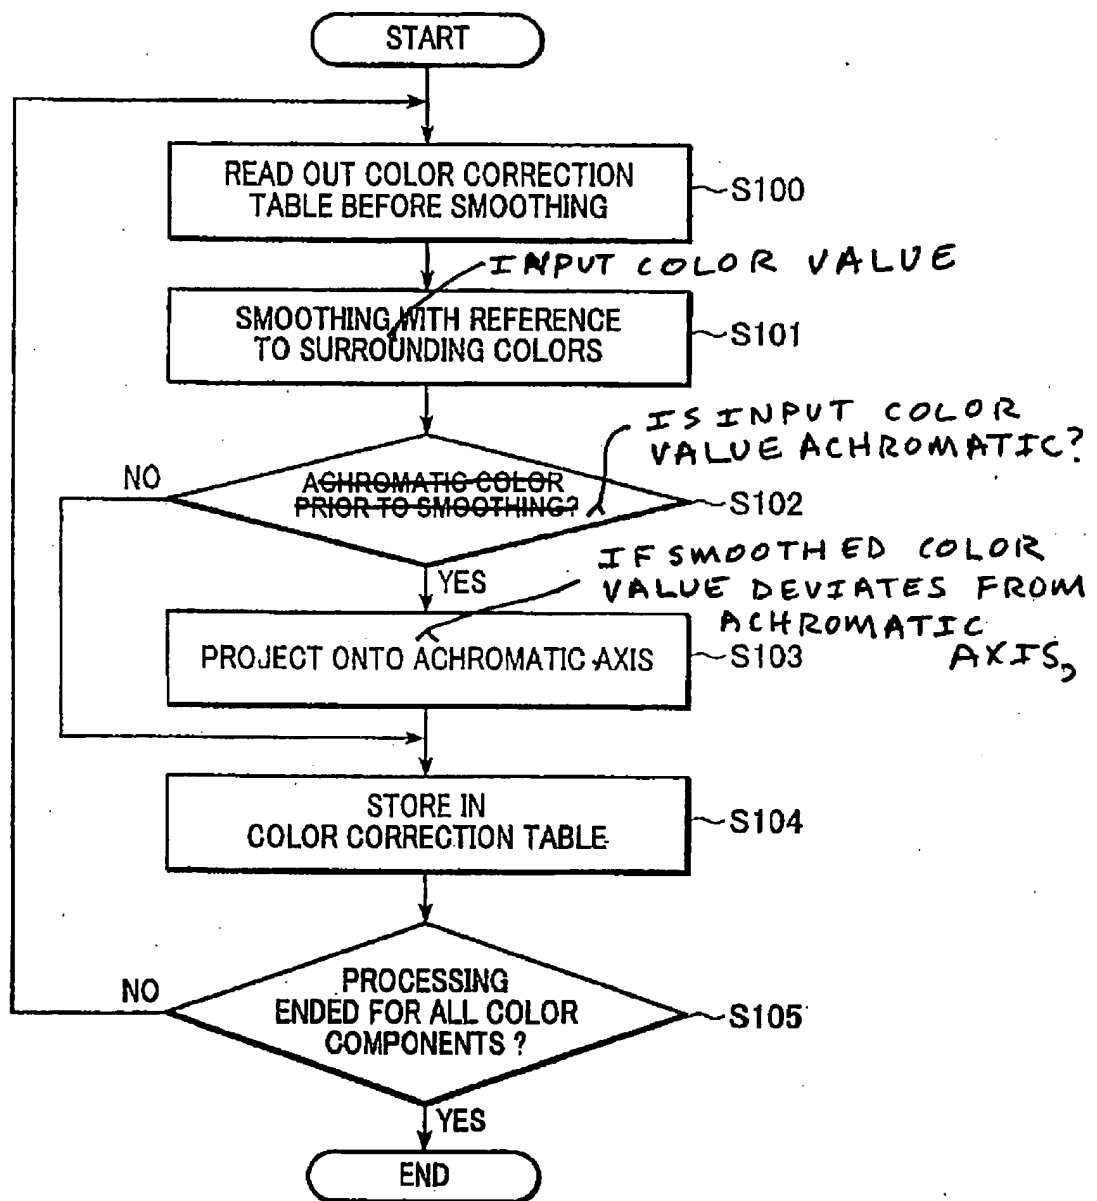 START
READ OUT COLOR CORRECTION
TABLE BEFORE SMOOTHING
S100
INPUT COLOR VALUE
SMOOTHING WITH REFERENCE
TO SURROUNDING COLORS
S101
IS INPUT COLOR
VALUE ACHROMATIC?
NO
ACHROMATIC COLOR
PRIOR TO SMOOTHING?
S102
YES
IF SMOOTHED COLOR
VALUE DEVIATES FROM
ACHROMATIC
AXIS,
PROJECT ONTO ACHROMATIC AXIS
S103
STORE IN
COLOR CORRECTION TABLE
S104
NO
PROCESSING
ENDED FOR ALL COLOR
COMPONENTS ?
S105
YES
END